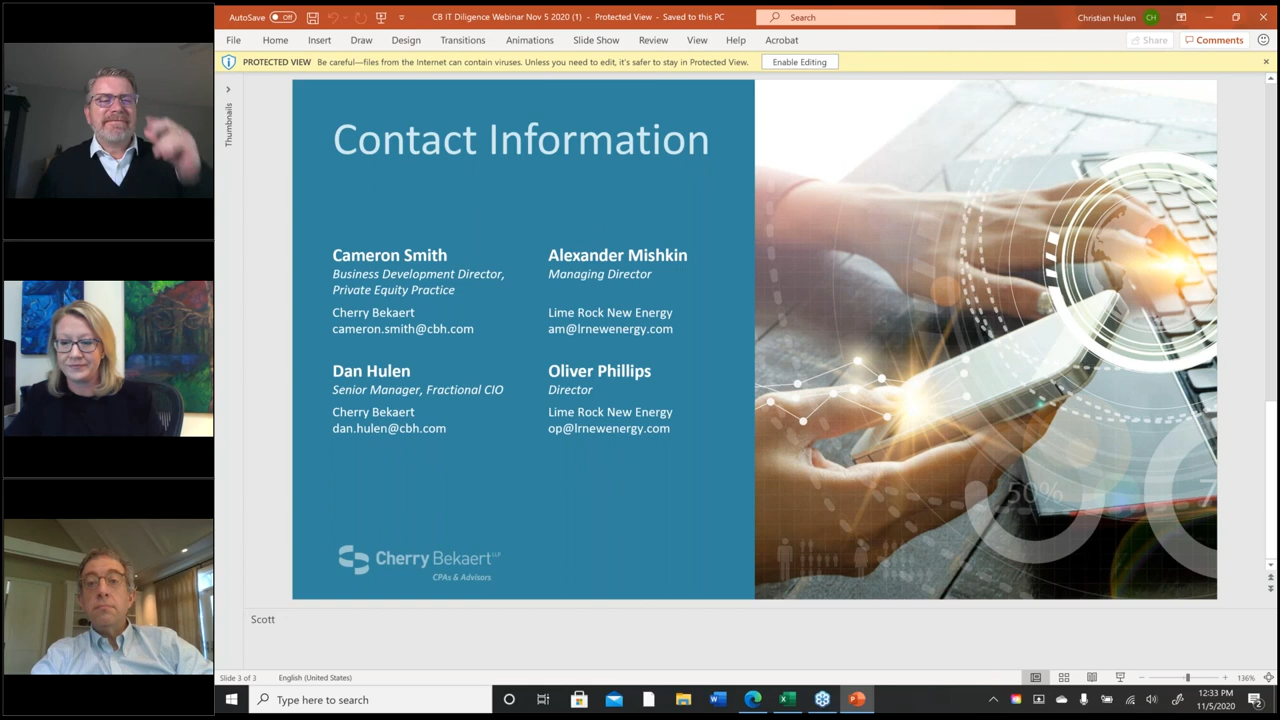 AutoSave Off
CB IT Diligence Webinar Nov 5 2020 (1) - Protected View - Saved to this PC
Search
Christian Hulen CH
File Home Insert Draw Design Transitions Animations Slide Show Review View Help Acrobat
Share Comments
PROTECTED VIEW Be careful—files from the Internet can contain viruses. Unless you need to edit, it's safer to stay in Protected View. Enable Editing
Thumbnails
Contact Information
Cameron Smith
Business Development Director,
Private Equity Practice
Cherry Bekaert
cameron.smith@cbh.com
Alexander Mishkin
Managing Director
Lime Rock New Energy
am@lrnewenergy.com
Dan Hulen
Senior Manager, Fractional CIO
Cherry Bekaert
dan.hulen@cbh.com
Oliver Phillips
Director
Lime Rock New Energy
op@lrnewenergy.com
50%
7
Cherry Bekaert LLP
CPAs & Advisors
Scott
Slide 3 of 3 English (United States)
136%
Type here to search
12:33 PM
11/5/2020
2